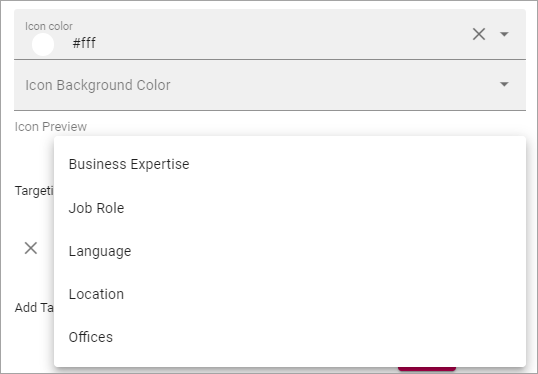 Icon color
#fff
Icon Background Color
Icon Preview
Business Expertise
Targeti
Job Role
Language
Location
Add Ta
Offices